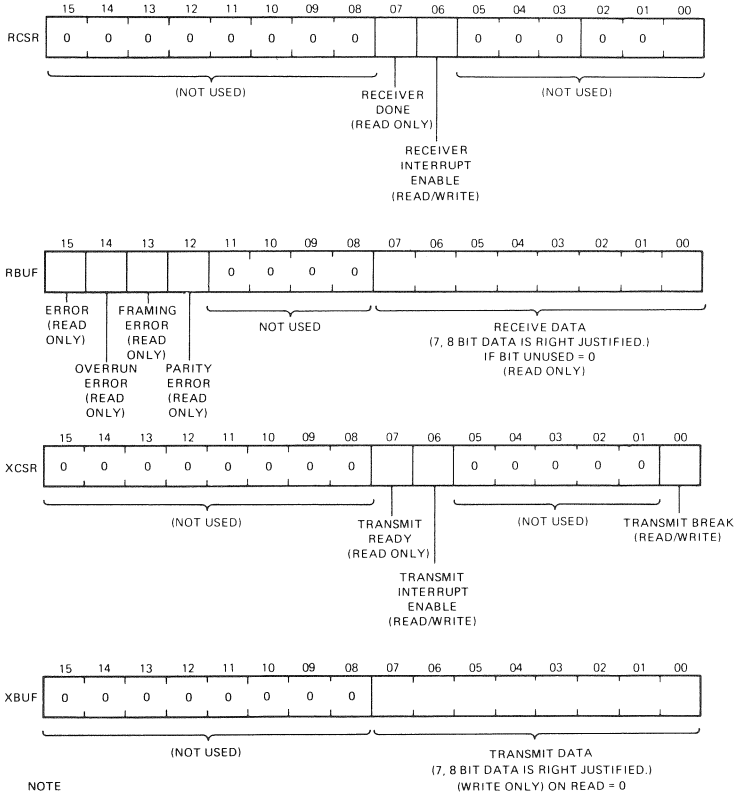 15 14 13 12 11 10 09 08 07 06 05 04 03 02 01 00
RCSR 0 0 0 0 0 0 0 0 0 0 0 0 0
(NOT USED)
RECEIVER
DONE
(READ ONLY)
RECEIVER
INTERRUPT
ENABLE
(READ/WRITE)
(NOT USED)
15 14 13 12 11 10 09 08 07 06 05 04 03 02 01 00
RBUF 0 0 0 0
ERROR
(READ
ONLY)
OVERRUN
ERROR
(READ
ONLY)
FRAMING
ERROR
(READ
ONLY)
PARITY
ERROR
(READ
ONLY)
NOT USED
RECEIVE DATA
(7, 8 BIT DATA IS RIGHT JUSTIFIED.)
IF BIT UNUSED = 0
(READ ONLY)
15 14 13 12 11 10 09 08 07 06 05 04 03 02 01 00
XCSR 0 0 0 0 0 0 0 0 0 0 0 0 0
(NOT USED)
TRANSMIT
READY
(READ ONLY)
TRANSMIT
INTERRUPT
ENABLE
(READ/WRITE)
(NOT USED)
TRANSMIT BREAK
(READ/WRITE)
15 14 13 12 11 10 09 08 07 06 05 04 03 02 01 00
XBUF 0 0 0 0 0 0 0 0
(NOT USED)
TRANSMIT DATA
(7, 8 BIT DATA IS RIGHT JUSTIFIED.)
(WRITE ONLY) ON READ = 0
NOTE